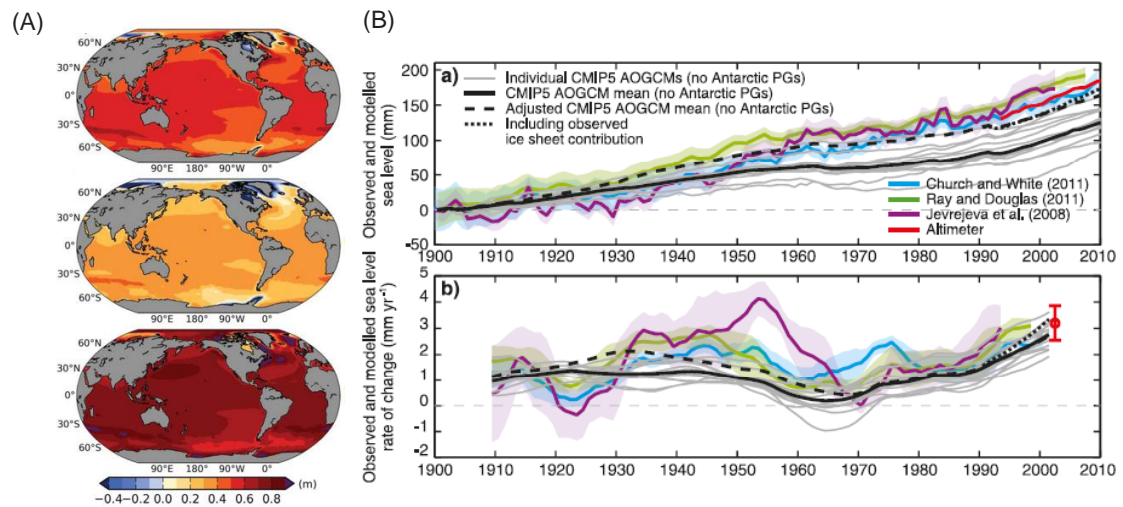 (A)
60°N
30°N
0°
30°S
60°S
90°E 180° 90°W 0°
60°N
30°N
0°
30°S
60°S
90°E 180° 90°W 0°
60°N
30°N
0°
30°S
60°S
90°E 180° 90°W 0°
(m)
−0.4 −0.2 0.0 0.2 0.4 0.6 0.8
(B)
Observed and modelled
sea level (mm)
200
150
100
50
0
-50
a)
Individual CMIP5 AOGCMs (no Antarctic PGs)
CMIP5 AOGCM mean (no Antarctic PGs)
Adjusted CMIP5 AOGCM mean (no Antarctic PGs)
Including observed
ice sheet contribution
Church and White (2011)
Ray and Douglas (2011)
Jevrejeva et al. (2008)
Altimeter
1900 1910 1920 1930 1940 1950 1960 1970 1980 1990 2000 2010
Observed and modelled sea level
rate of change (mm yr⁻¹)
5
4
3
2
1
0
-1
-2
b)
1900 1910 1920 1930 1940 1950 1960 1970 1980 1990 2000 2010